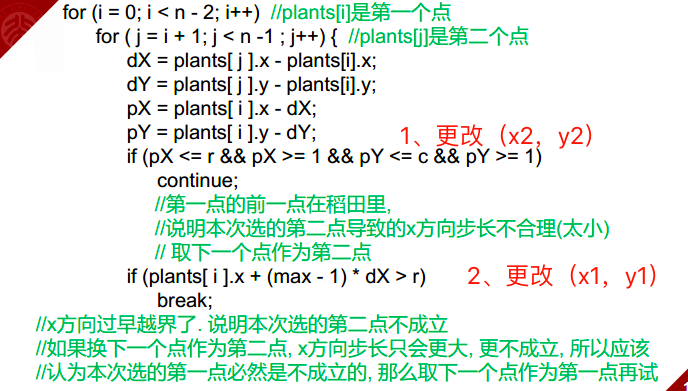 for (i = 0; i < n - 2; i++)  //plants[i]是第一个点
for ( j = i + 1; j < n -1 ; j++) {  //plants[j]是第二个点
dX = plants[ j ].x - plants[i].x;
dY = plants[ j ].y - plants[i].y;
pX = plants[ i ].x - dX;
pY = plants[ i ].y - dY;
1、更改（x2，y2）
if (pX <= r && pX >= 1 && pY <= c && pY >= 1)
continue;
//第一点的前一点在稻田里,
//说明本次选的第二点导致的x方向步长不合理(太小)
// 取下一个点作为第二点
if (plants[ i ].x + (max - 1) * dX > r)  2、更改（x1，y1）
break;
//x方向过早越界了. 说明本次选的第二点不成立
//如果换下一个点作为第二点, x方向步长只会更大, 更不成立, 所以应该
//认为本次选的第一点必然是不成立的, 那么取下一个点作为第一点再试